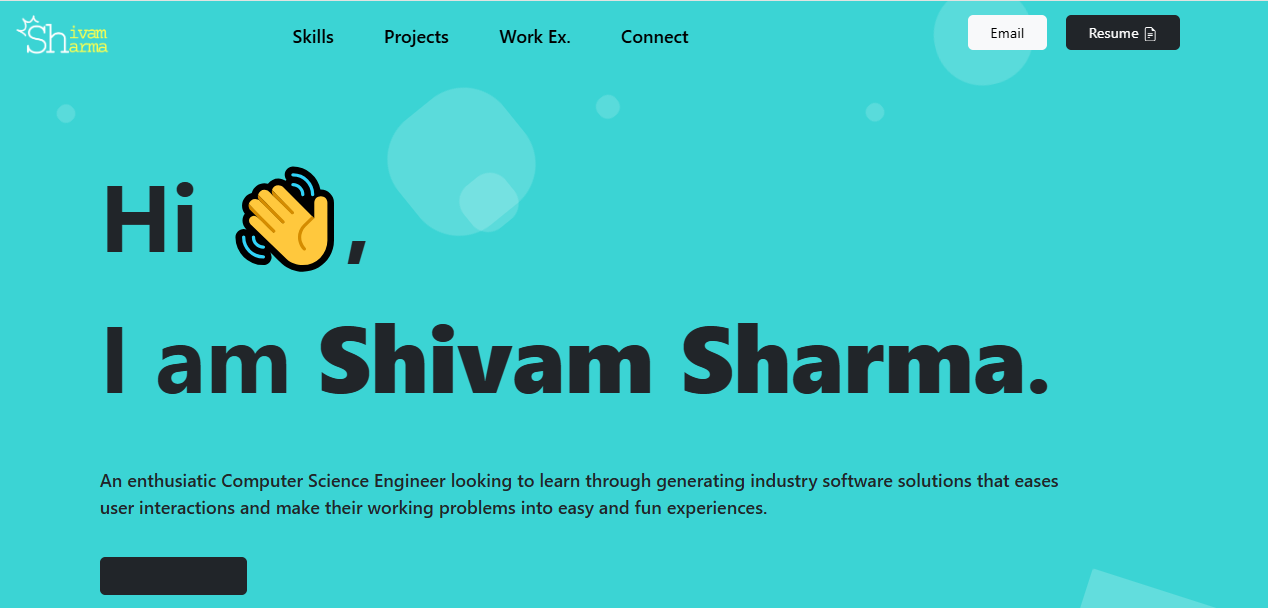 Shivam
Sharma
Skills
Projects
Work Ex.
Connect
Email
Resume
Hi 👋,
I am Shivam Sharma.
An enthusiatic Computer Science Engineer looking to learn through generating industry software solutions that eases
user interactions and make their working problems into easy and fun experiences.